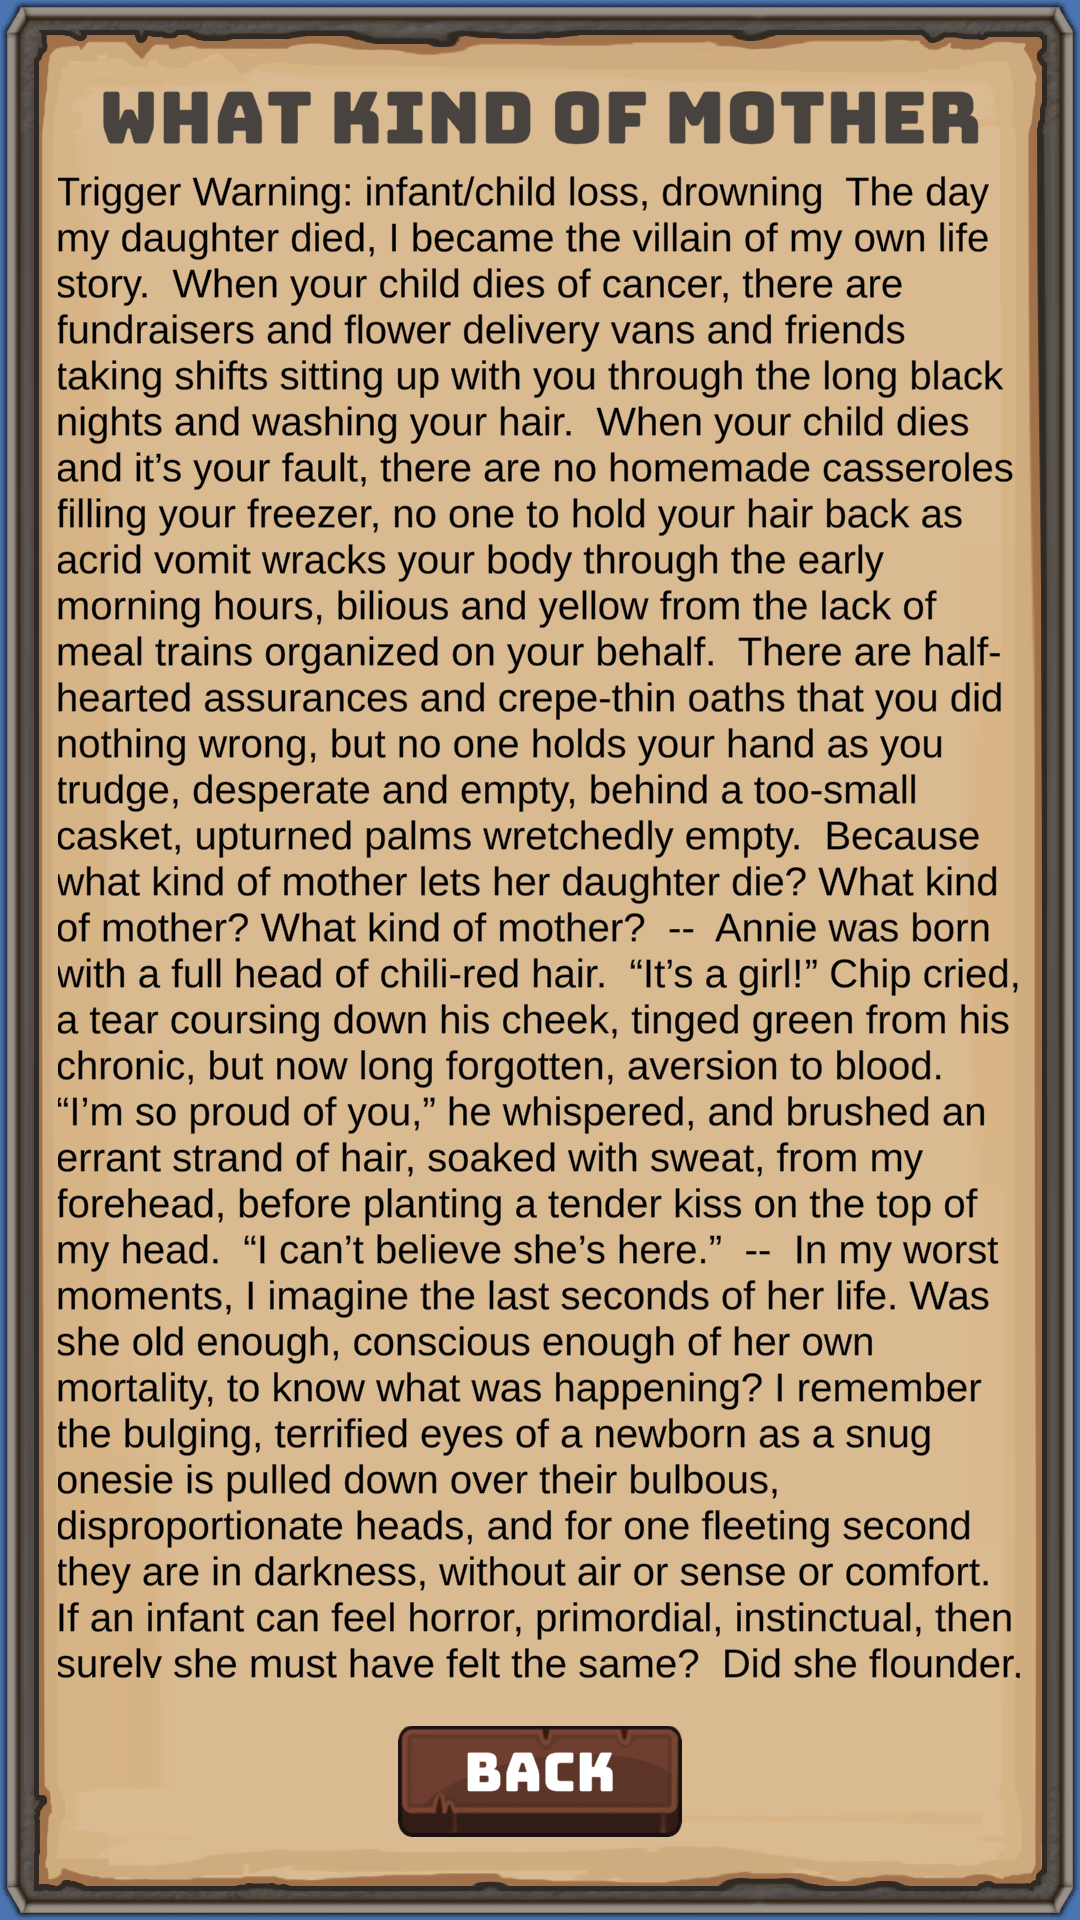 WHAT KIND OF MOTHER
Trigger Warning: infant/child loss, drowning  The day
my daughter died, I became the villain of my own life
story.  When your child dies of cancer, there are
fundraisers and flower delivery vans and friends
taking shifts sitting up with you through the long black
nights and washing your hair.  When your child dies
and it’s your fault, there are no homemade casseroles
filling your freezer, no one to hold your hair back as
acrid vomit wracks your body through the early
morning hours, bilious and yellow from the lack of
meal trains organized on your behalf.  There are half-
hearted assurances and crepe-thin oaths that you did
nothing wrong, but no one holds your hand as you
trudge, desperate and empty, behind a too-small
casket, upturned palms wretchedly empty.  Because
what kind of mother lets her daughter die? What kind
of mother? What kind of mother?  --  Annie was born
with a full head of chili-red hair.  “It’s a girl!” Chip cried,
a tear coursing down his cheek, tinged green from his
chronic, but now long forgotten, aversion to blood.
“I’m so proud of you,” he whispered, and brushed an
errant strand of hair, soaked with sweat, from my
forehead, before planting a tender kiss on the top of
my head.  “I can’t believe she’s here.”  --  In my worst
moments, I imagine the last seconds of her life. Was
she old enough, conscious enough of her own
mortality, to know what was happening? I remember
the bulging, terrified eyes of a newborn as a snug
onesie is pulled down over their bulbous,
disproportionate heads, and for one fleeting second
they are in darkness, without air or sense or comfort.
If an infant can feel horror, primordial, instinctual, then
surely she must have felt the same?  Did she flounder,
BACK